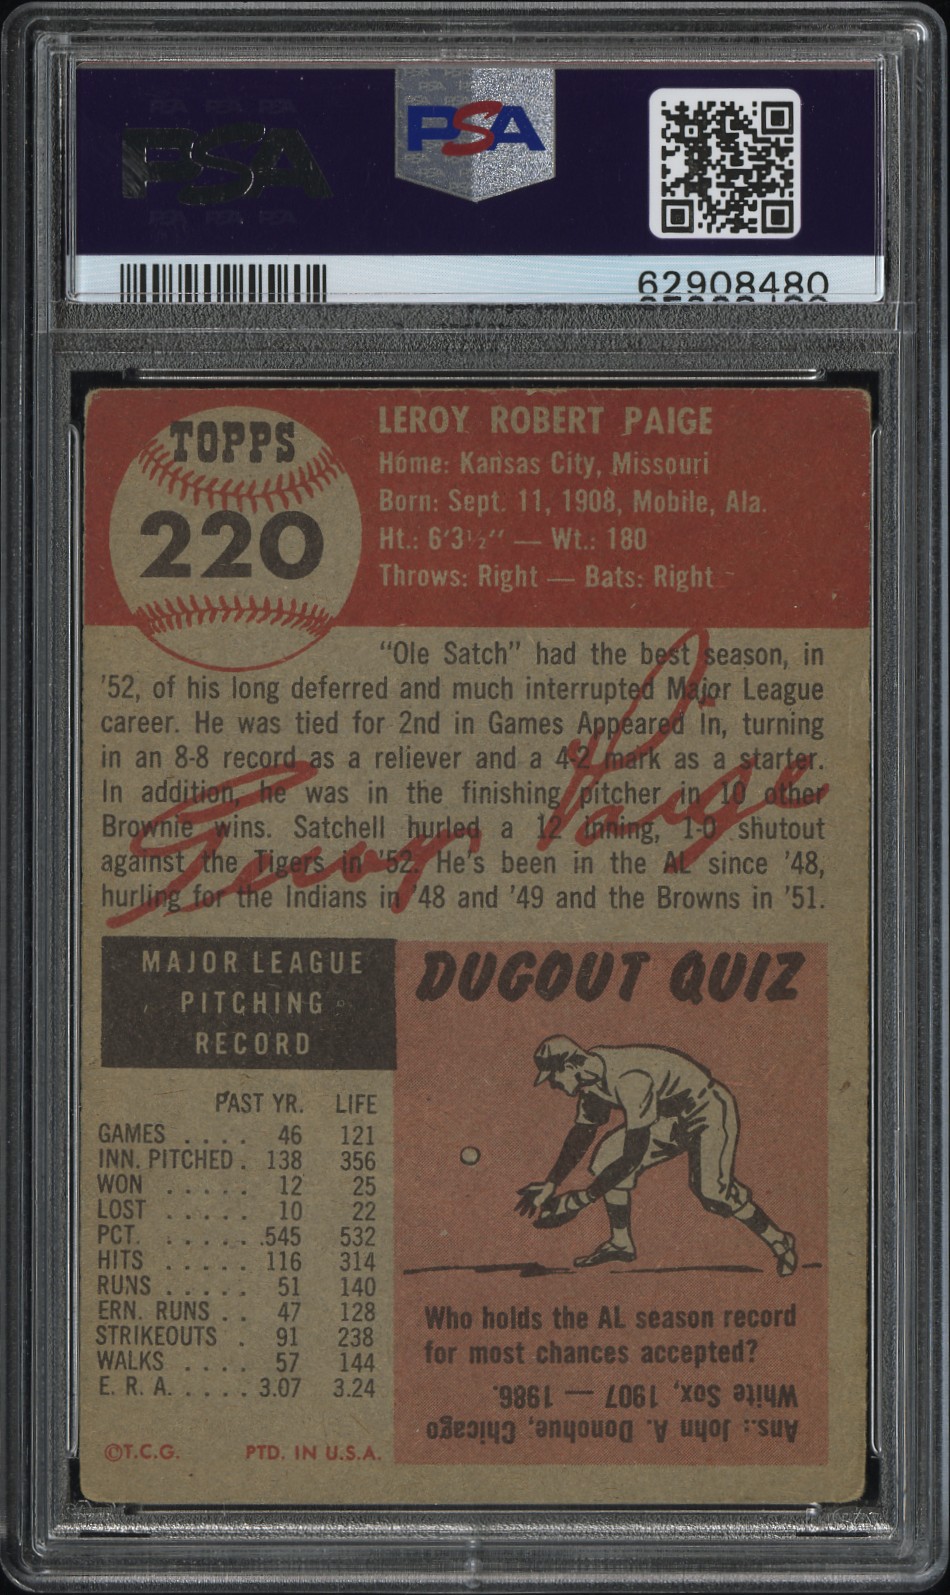 PSA
PSA
62908480
TOPPS
220
LEROY ROBERT PAIGE
Home: Kansas City, Missouri
Born: Sept. 11, 1908, Mobile, Ala.
Ht.: 6'3½" — Wt.: 180
Throws: Right — Bats: Right
"Ole Satch" had the best season, in
'52, of his long deferred and much interrupted Major League
career. He was tied for 2nd in Games Appeared In, turning
in an 8-8 record as a reliever and a 4-2 mark as a starter.
In addition, he was in the finishing pitcher in 10 other
Brownie wins. Satchell hurled a 12 inning, 1-0 shutout
against the Tigers in '52. He's been in the AL since '48,
hurling for the Indians in '48 and '49 and the Browns in '51.
Leroy Paige
MAJOR LEAGUE
PITCHING
RECORD
PAST YR. LIFE
GAMES . . . . 46 121
INN. PITCHED . 138 356
WON . . . . . 12 25
LOST . . . . . 10 22
PCT. . . . . . .545 532
HITS . . . . . 116 314
RUNS . . . . . 51 140
ERN. RUNS . . 47 128
STRIKEOUTS . 91 238
WALKS . . . . 57 144
E. R. A. . . . . 3.07 3.24
©T.C.G. PTD. IN U.S.A.
DUGOUT QUIZ
Who holds the AL season record
for most chances accepted?
Ans.: John A. Donohue, Chicago
White Sox, 1907 — 1986.